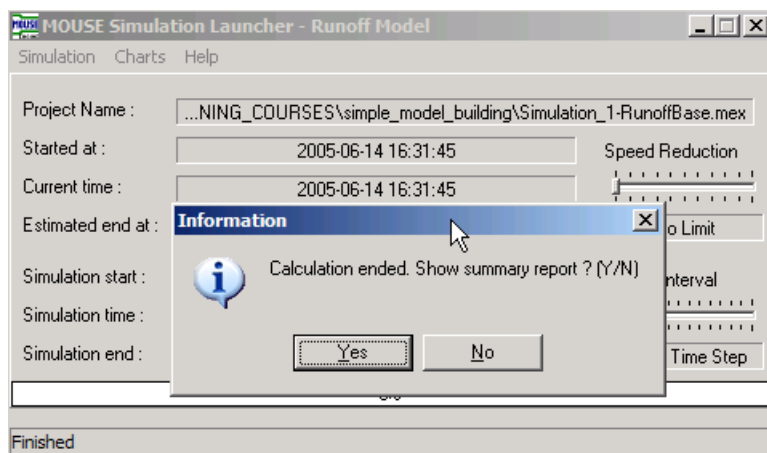 MOUSE Simulation Launcher - Runoff Model
Simulation Charts Help
Project Name : ...NING_COURSES\simple_model_building\Simulation_1-RunoffBase.mex
Started at : 2005-06-14 16:31:45 Speed Reduction
Current time : 2005-06-14 16:31:45
Estimated end at : o Limit
Information
Calculation ended. Show summary report ? (Y/N)
Simulation start : nterval
Simulation time :
Yes No
Simulation end : Time Step
Finished